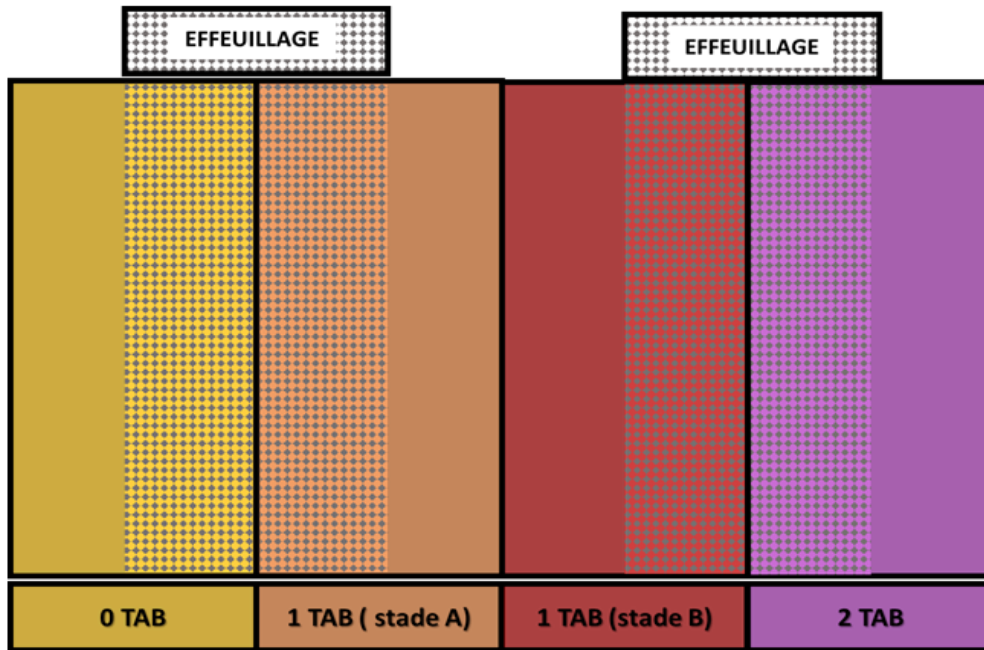 EFFEUILLAGE
EFFEUILLAGE
0 TAB
1 TAB ( stade A)
1 TAB (stade B)
2 TAB